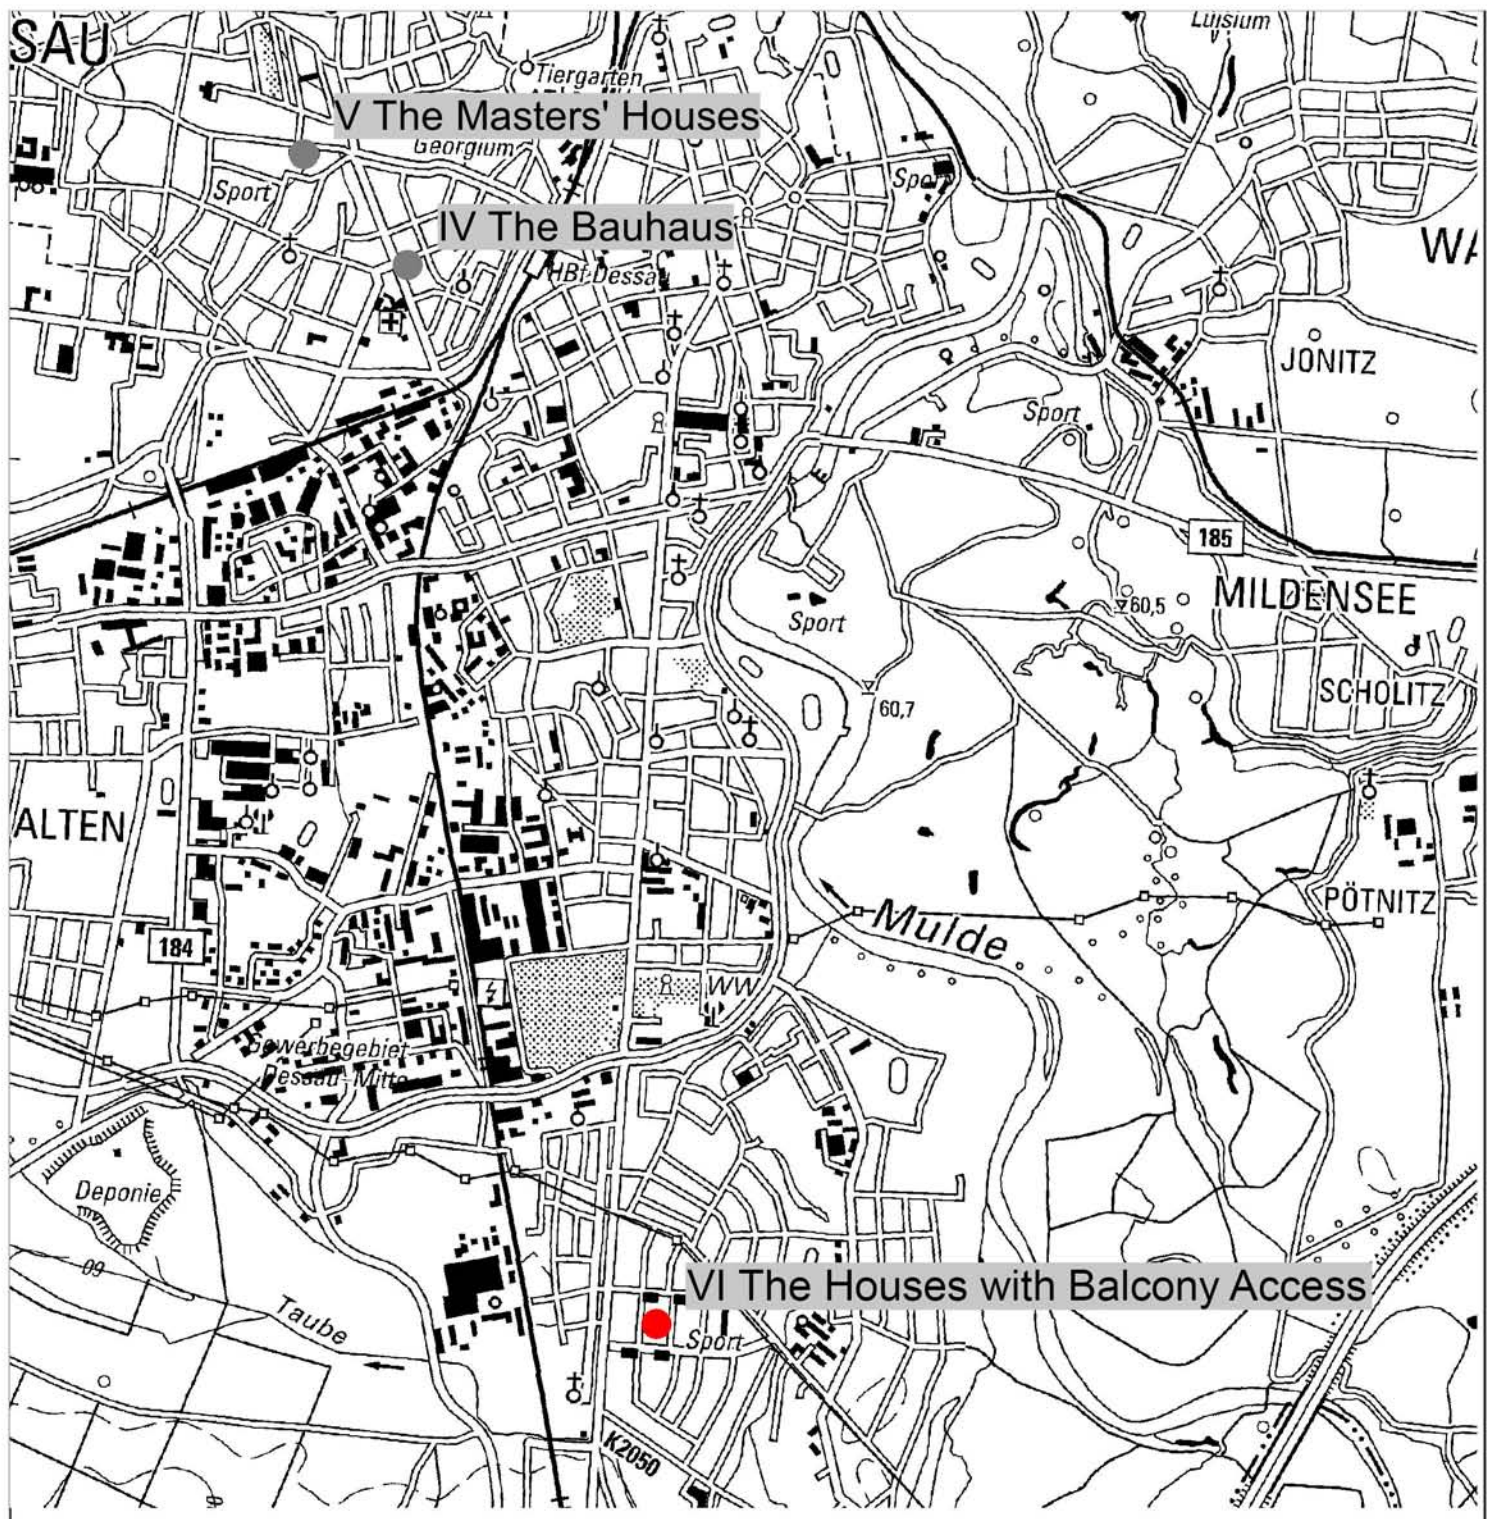 SAU
Luisium
Tiergarten
V The Masters' Houses
Georgium
Sport
Sport
IV The Bauhaus
WA
HBf-Dessau
JONITZ
Sport
185
MILDENSEE
60,5
Sport
SCHOLITZ
60,7
ALTEN
PÖTNITZ
Mulde
184
WW
Gewerbegebiet
Dessau-Mitte
Deponie
60
Taube
VI The Houses with Balcony Access
Sport
K2050